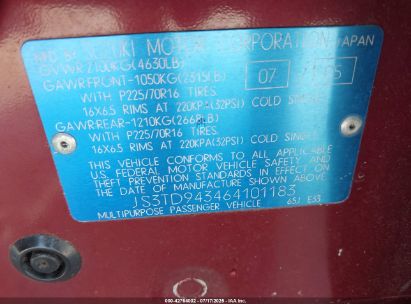 MFD BY SUZUKI MOTOR CORPORATION JAPAN
GVWR 2100KG(4630LB)
GAWR FRONT-1050KG(2315LB) 07
WITH P225/70R16 TIRES.
16X6.5 RIMS AT 220KPA(32PSI) COLD SINGLE
GAWR:REAR-1210KG(2668LB)
WITH P225/70R16 TIRES.
16X6.5 RIMS AT 220KPA(32PSI) COLD SINGLE
THIS VEHICLE CONFORMS TO ALL APPLICABLE
U.S. FEDERAL MOTOR VEHICLE SAFETY AND
THEFT PREVENTION STANDARDS IN EFFECT ON
THE DATE OF MANUFACTURE SHOWN ABOVE.
JS3TD943464101183
MULTIPURPOSE PASSENGER VEHICLE 65J E33